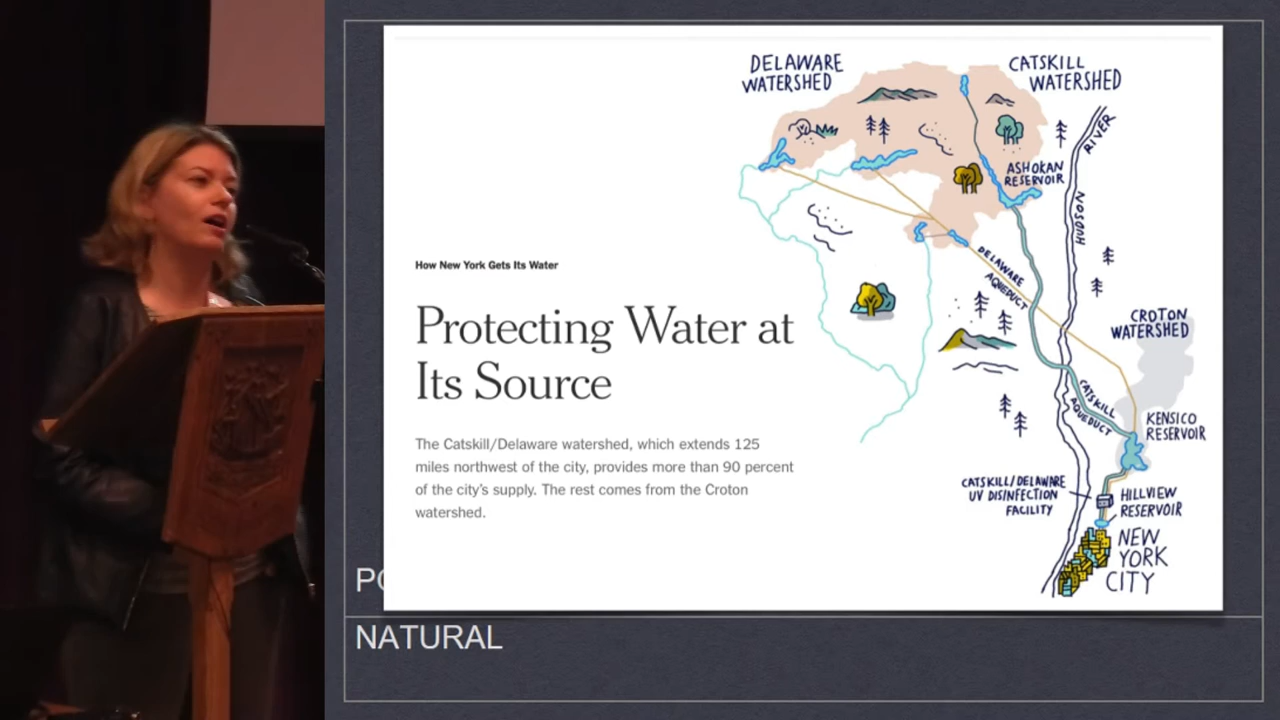 How New York Gets Its Water
Protecting Water at
Its Source
The Catskill/Delaware watershed, which extends 125
miles northwest of the city, provides more than 90 percent
of the city's supply. The rest comes from the Croton
watershed.
DELAWARE
WATERSHED
CATSKILL
WATERSHED
ASHOKAN
RESERVOIR
HUDSON
RIVER
DELAWARE
AQUEDUCT
CROTON
WATERSHED
CATSKILL
AQUEDUCT
KENSICO
RESERVOIR
CATSKILL/DELAWARE
UV DISINFECTION
FACILITY
HILLVIEW
RESERVOIR
NEW
YORK
CITY
NATURAL